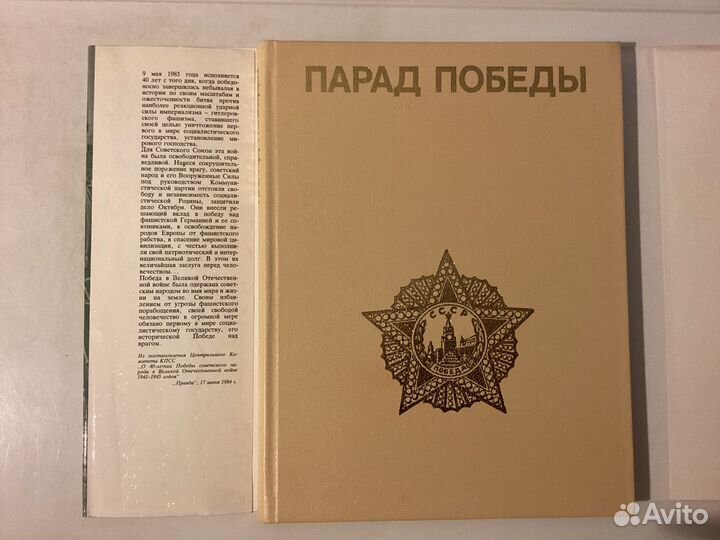 9 мая 1985 года исполняется
40 лет с того дня, когда победо-
носно завершилась небывалая в
истории по своим масштабам и
ожесточенности битва против
наиболее реакционной ударной
силы империализма – гитлеров-
ского фашизма, ставившего
своей целью уничтожение пер-
вого в мире социалистического
государства, установление ми-
рового господства.
Для Советского Союза эта вой-
на была освободительной, спра-
ведливой. Нанеся сокрушитель-
ное поражение врагу, советский
народ и его Вооруженные Силы
под руководством Коммуни-
стической партии отстояли сво-
боду и независимость социали-
стической Родины, защитили
дело Октября. Они внесли ре-
шающий вклад в победу над
фашистской Германией и ее со-
юзниками, в освобождение на-
родов Европы от фашистского
рабства, в спасение мировой ци-
вилизации, с честью выполни-
ли свой патриотический и интер-
национальный долг. В этом их
величайшая заслуга перед чело-
вечеством...
Победа в Великой Отечествен-
ной войне была одержана совет-
ским народом во имя мира и жиз-
ни на земле. Своим избав-
лением от угрозы фашистского
порабощения, своей свободой
человечество в огромной мере
обязано первому в мире социа-
листическому государству, его
исторической Победе над
врагом.
Из постановления Центрального Ко-
митета КПСС
„О 40-летии Победы советского на-
рода в Великой Отечественной войне
1941–1945 годов"
„Правда", 17 июня 1984 г.
ПАРАД ПОБЕДЫ
СССР
ПОБЕДА
Avito